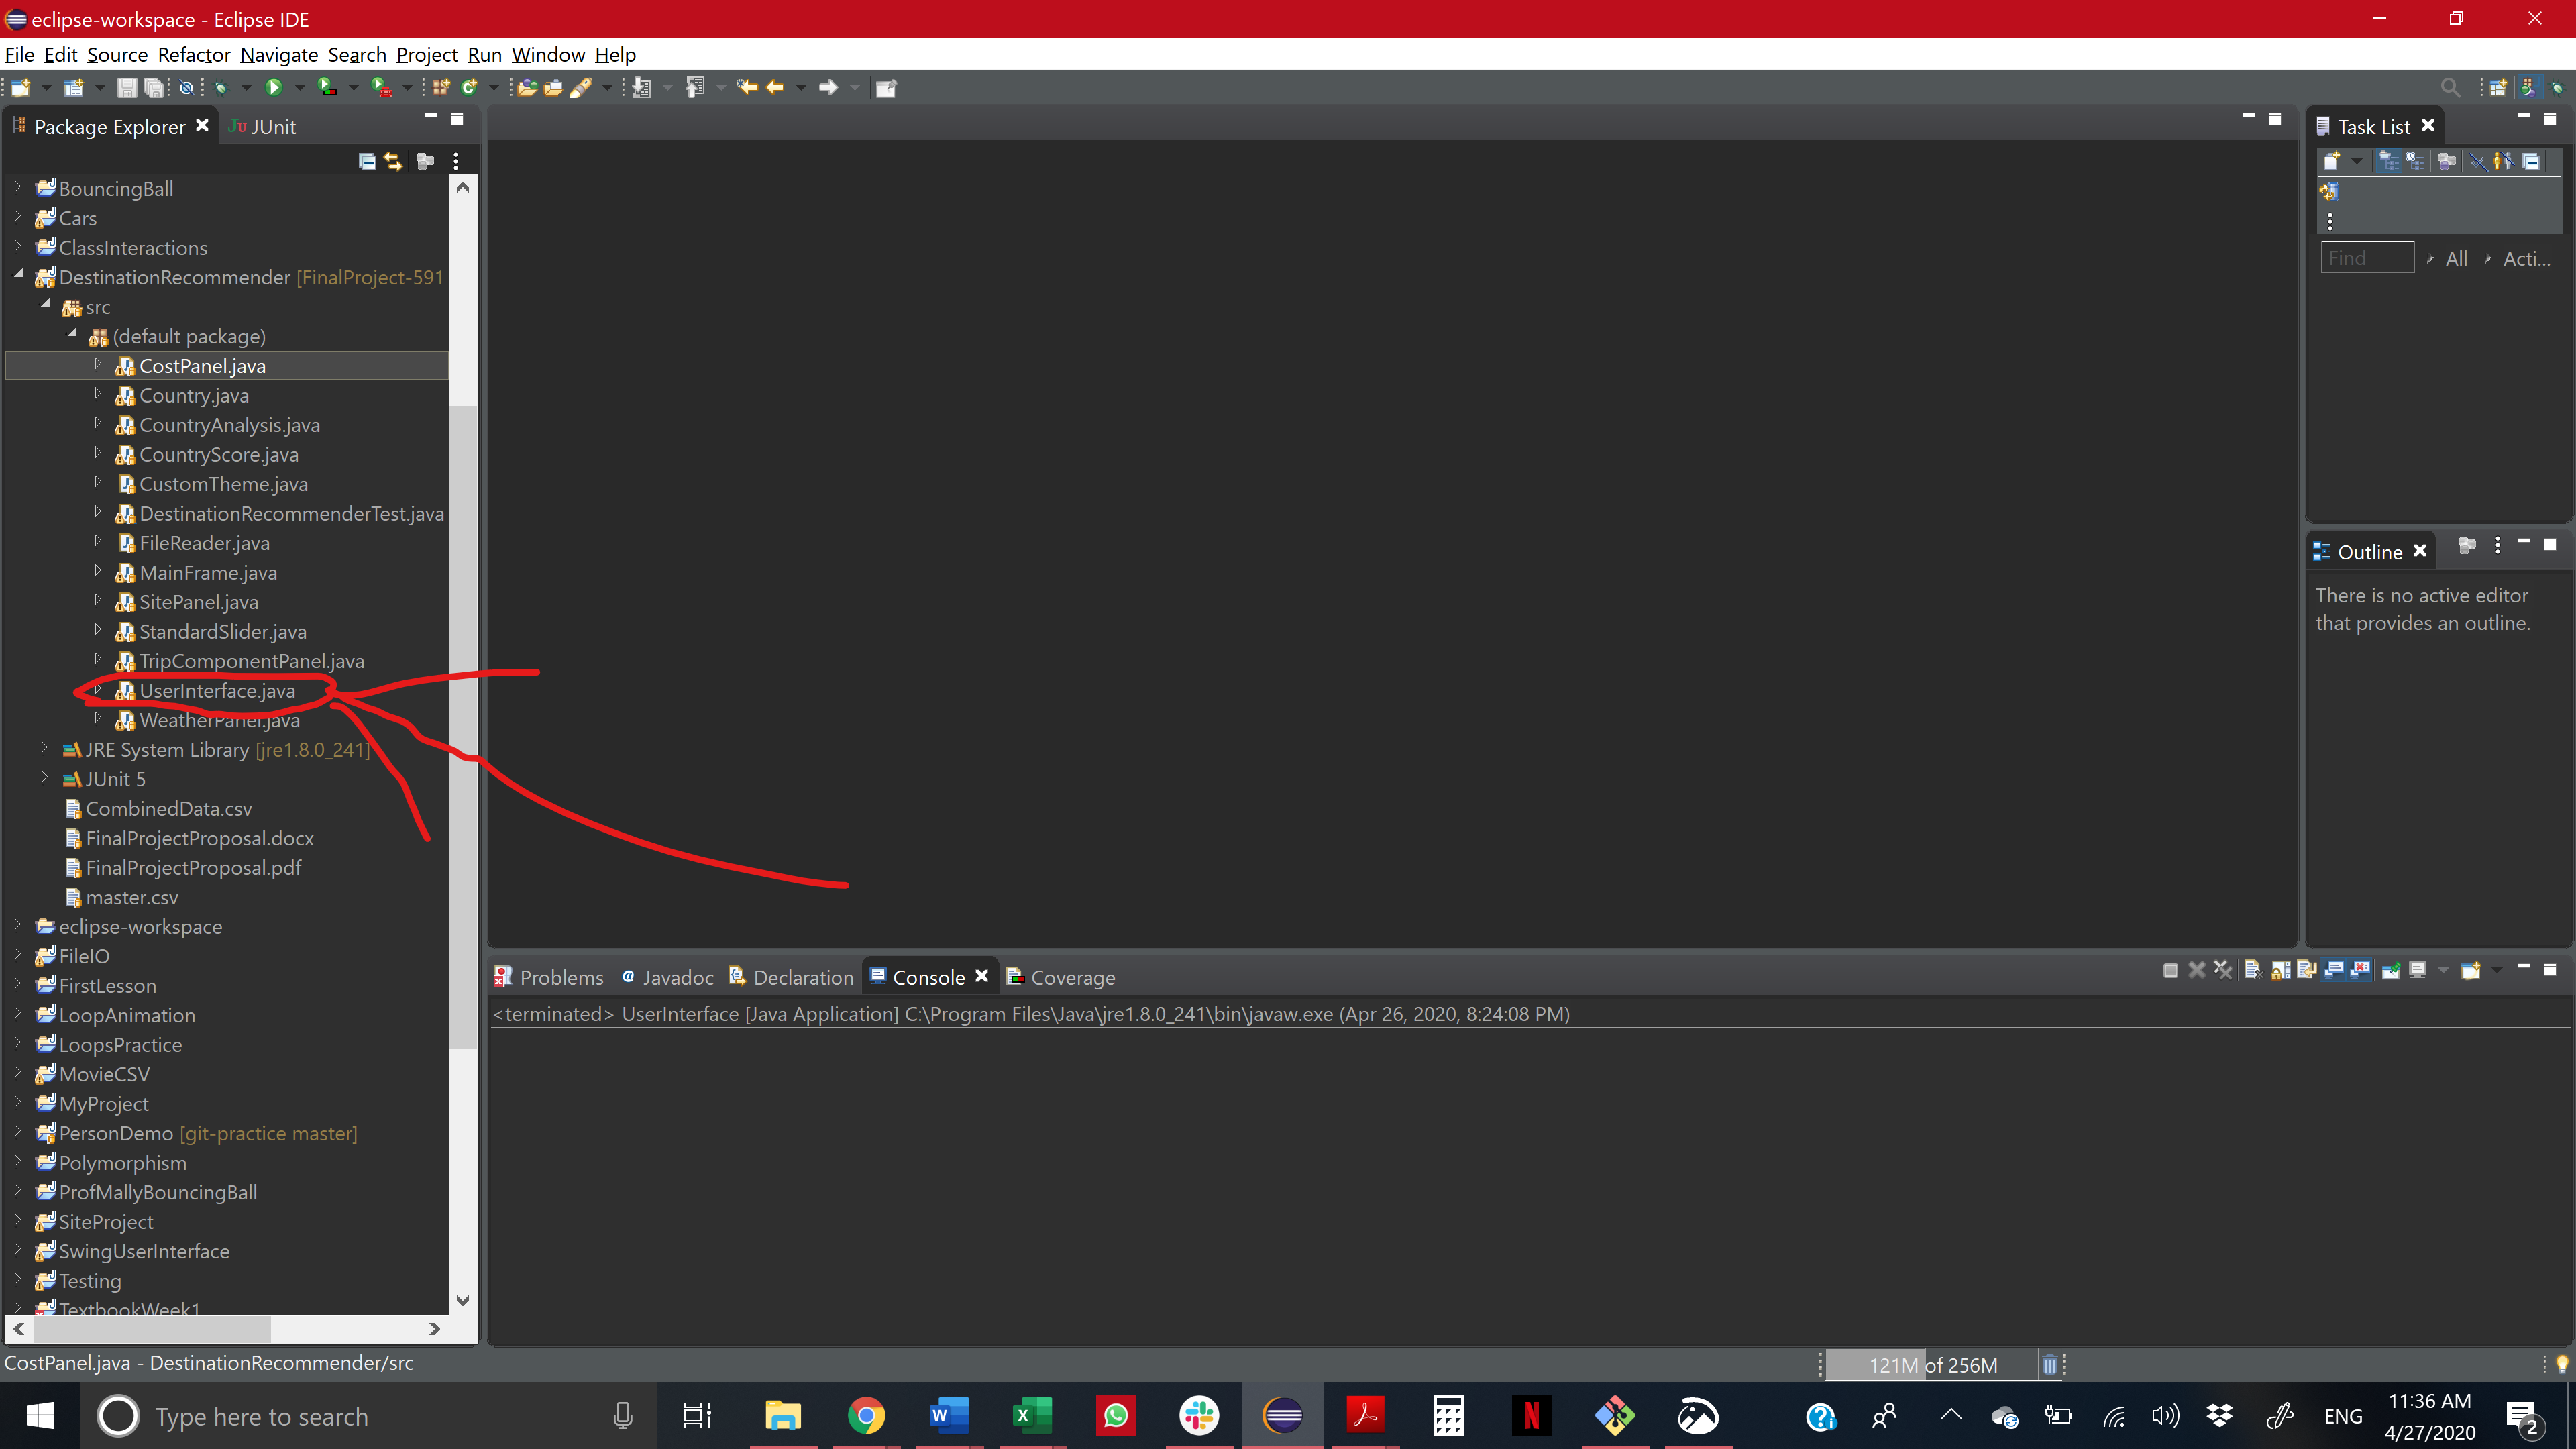 eclipse-workspace - Eclipse IDE
File Edit Source Refactor Navigate Search Project Run Window Help
Package Explorer JUnit
BouncingBall
Cars
ClassInteractions
DestinationRecommender [FinalProject-591
src
(default package)
CostPanel.java
Country.java
CountryAnalysis.java
CountryScore.java
CustomTheme.java
DestinationRecommenderTest.java
FileReader.java
MainFrame.java
SitePanel.java
StandardSlider.java
TripComponentPanel.java
UserInterface.java
WeatherPanel.java
JRE System Library [jre1.8.0_241]
JUnit 5
CombinedData.csv
FinalProjectProposal.docx
FinalProjectProposal.pdf
master.csv
eclipse-workspace
FileIO
FirstLesson
LoopAnimation
LoopsPractice
MovieCSV
MyProject
PersonDemo [git-practice master]
Polymorphism
ProfMallyBouncingBall
SiteProject
SwingUserInterface
Testing
TextbookWeek1
Task List
Find All Acti...
Outline
There is no active editor
that provides an outline.
Problems Javadoc Declaration Console Coverage
<terminated> UserInterface [Java Application] C:\Program Files\Java\jre1.8.0_241\bin\javaw.exe (Apr 26, 2020, 8:24:08 PM)
CostPanel.java - DestinationRecommender/src
121M of 256M
Type here to search
ENG
11:36 AM
4/27/2020
2